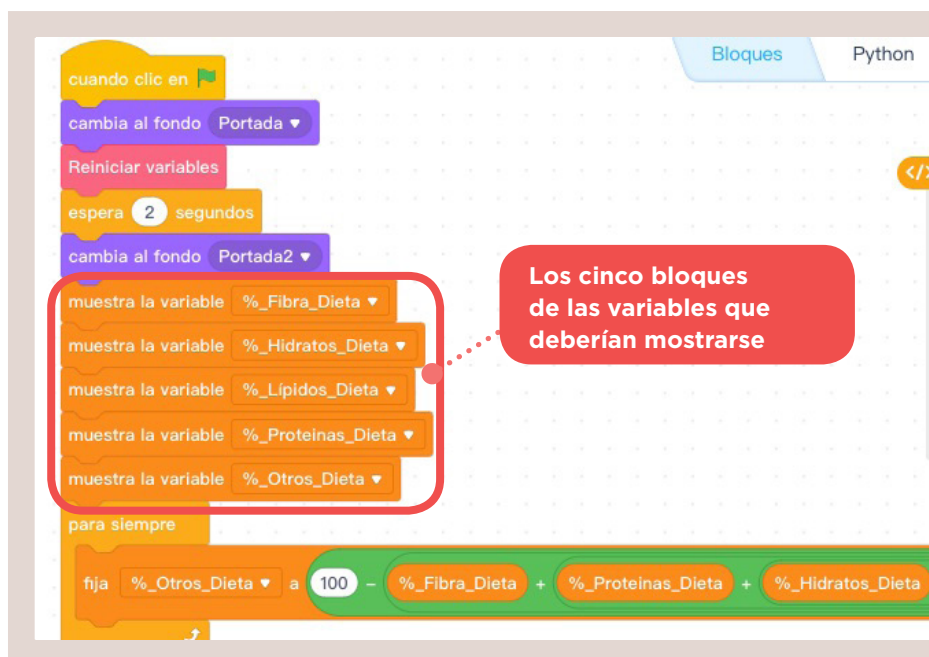 Bloques Python
cuando clic en
cambia al fondo Portada
Reiniciar variables
</>
espera 2 segundos
cambia al fondo Portada2
Los cinco bloques
de las variables que
deberían mostrarse
muestra la variable %_Fibra_Dieta
muestra la variable %_Hidratos_Dieta
muestra la variable %_Lípidos_Dieta
muestra la variable %_Proteinas_Dieta
muestra la variable %_Otros_Dieta
para siempre
fija %_Otros_Dieta a 100 - %_Fibra_Dieta + %_Proteinas_Dieta + %_Hidratos_Dieta